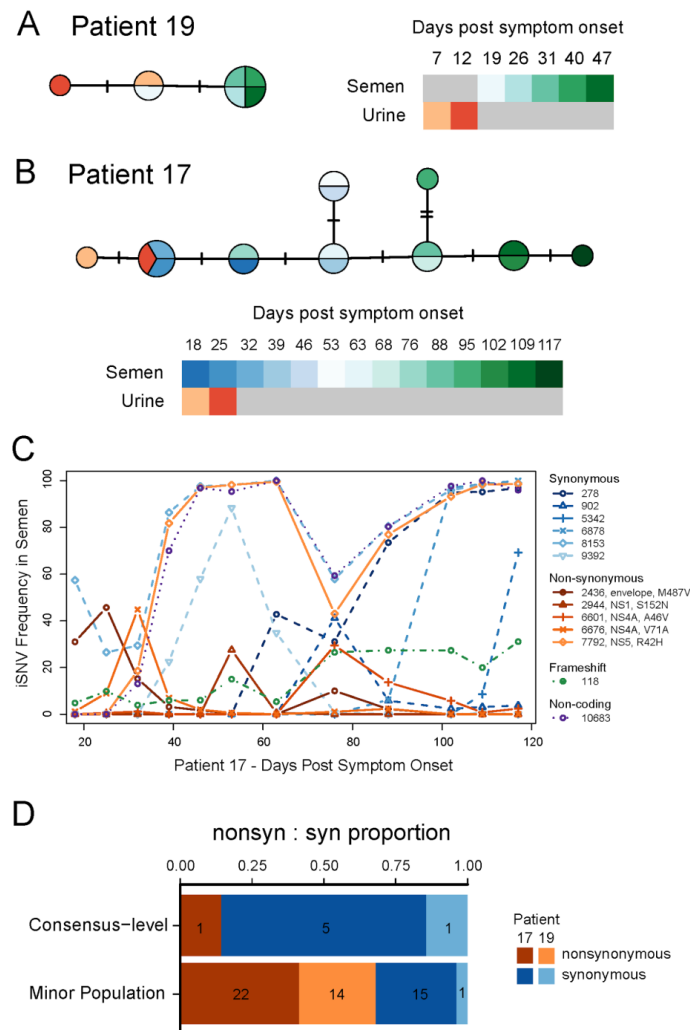 A Patient 19
Days post symptom onset
7 12 19 26 31 40 47
Semen
Urine
B Patient 17
Days post symptom onset
18 25 32 39 46 53 63 68 76 88 95 102 109 117
Semen
Urine
C
iSNV Frequency in Semen
100
80
60
40
20
0
20 40 60 80 100 120
Patient 17 - Days Post Symptom Onset
Synonymous
278
902
5342
6878
8153
9392
Non-synonymous
2436, envelope, M487V
2944, NS1, S152N
6601, NS4A, A46V
6676, NS4A, V71A
7792, NS5, R42H
Frameshift
118
Non-coding
10683
D
nonsyn : syn proportion
0.00 0.25 0.50 0.75 1.00
Consensus-level 1 5 1
Minor Population 22 14 15 1
Patient
17 19
nonsynonymous
synonymous